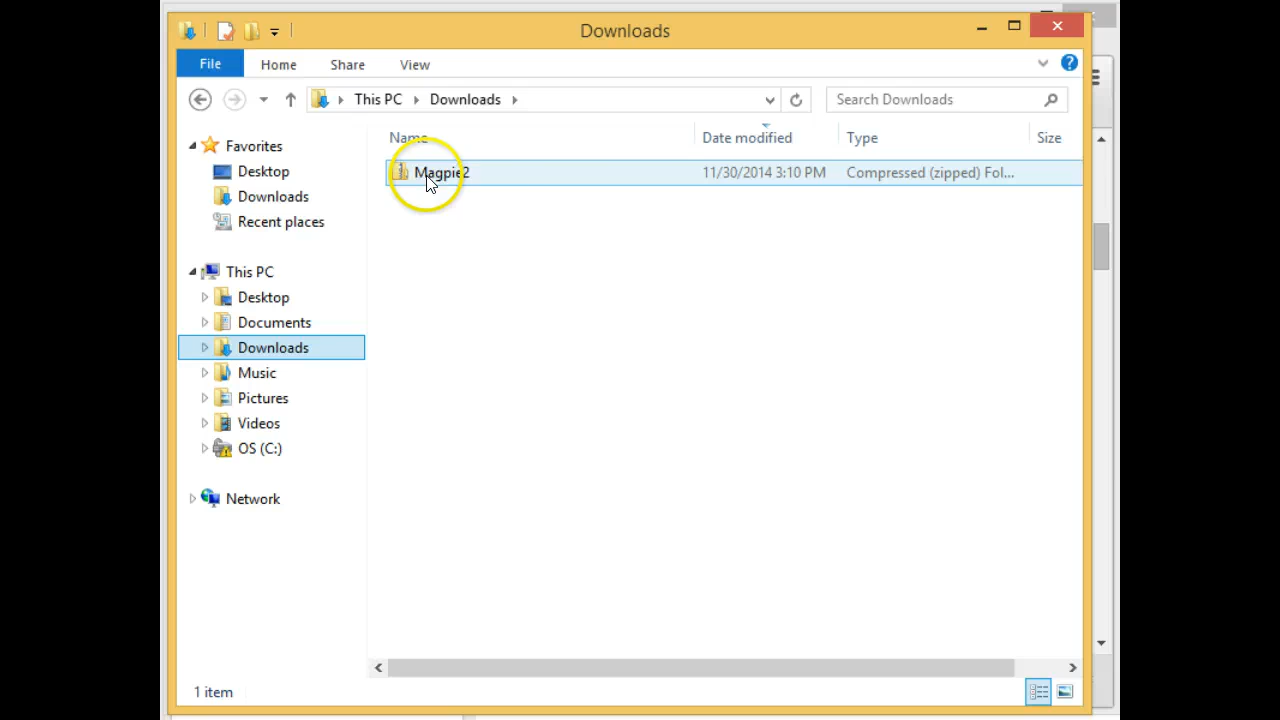 Downloads
File Home Share View
This PC Downloads
Search Downloads
Name Date modified Type Size
Magpie2 11/30/2014 3:10 PM Compressed (zipped) Fol...
Favorites
Desktop
Downloads
Recent places
This PC
Desktop
Documents
Downloads
Music
Pictures
Videos
OS (C:)
Network
1 item